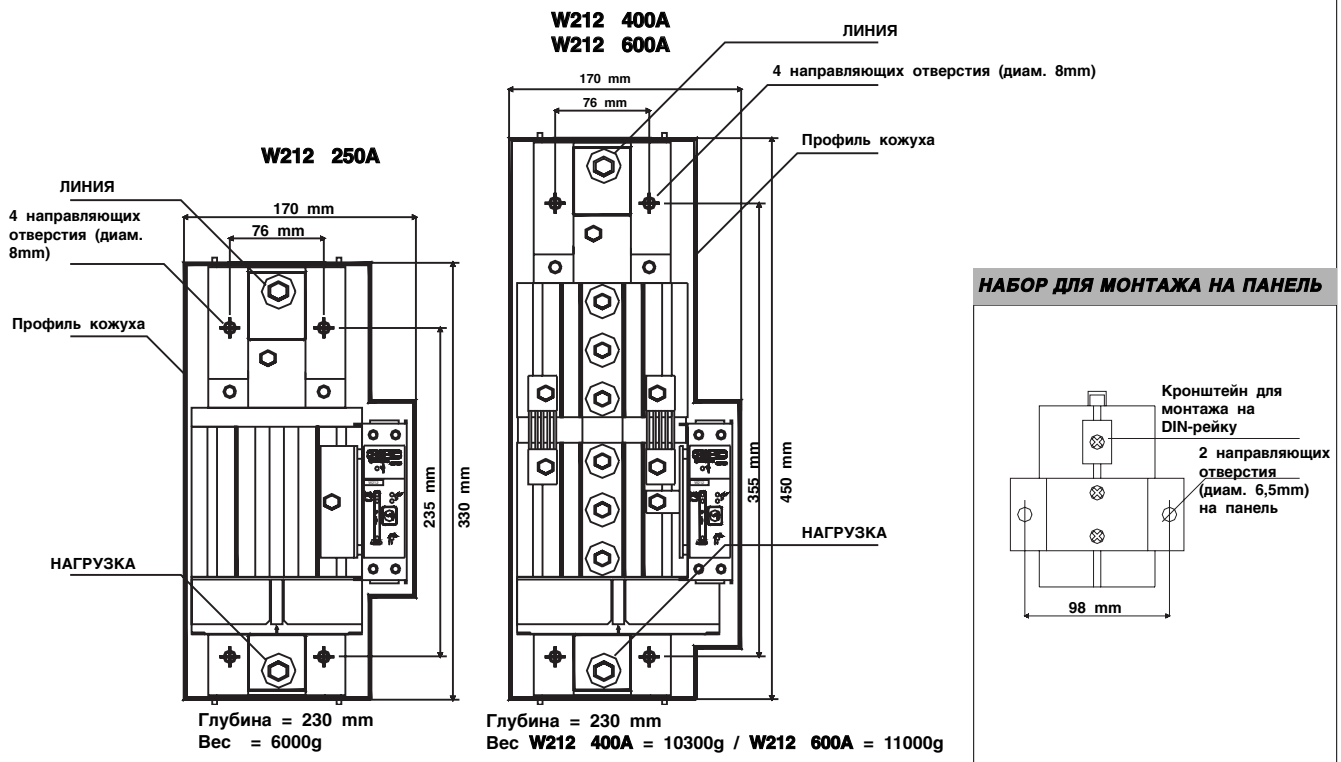 W212 400A
W212 600A
ЛИНИЯ
170 mm
4 направляющих отверстия (диам. 8mm)
76 mm
Профиль кожуха
355 mm
450 mm
НАГРУЗКА
Глубина = 230 mm
Вес W212 400A = 10300g / W212 600A = 11000g
W212 250A
ЛИНИЯ
170 mm
4 направляющих
отверстия (диам.
8mm)
76 mm
Профиль кожуха
235 mm
330 mm
НАГРУЗКА
Глубина = 230 mm
Вес = 6000g
НАБОР ДЛЯ МОНТАЖА НА ПАНЕЛЬ
Кронштейн для
монтажа на
DIN-рейку
2 направляющих
отверстия
(диам. 6,5mm)
на панель
98 mm